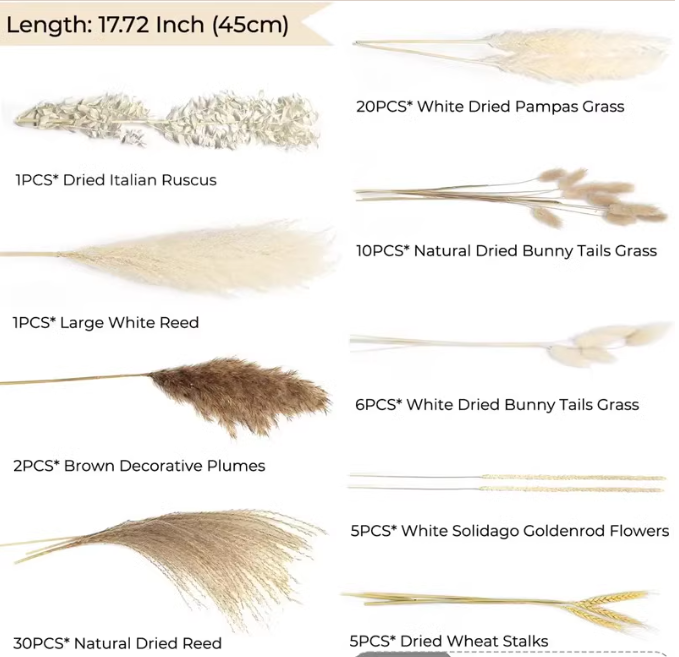 Length: 17.72 Inch (45cm)
1PCS* Dried Italian Ruscus
1PCS* Large White Reed
2PCS* Brown Decorative Plumes
30PCS* Natural Dried Reed
20PCS* White Dried Pampas Grass
10PCS* Natural Dried Bunny Tails Grass
6PCS* White Dried Bunny Tails Grass
5PCS* White Solidago Goldenrod Flowers
5PCS* Dried Wheat Stalks